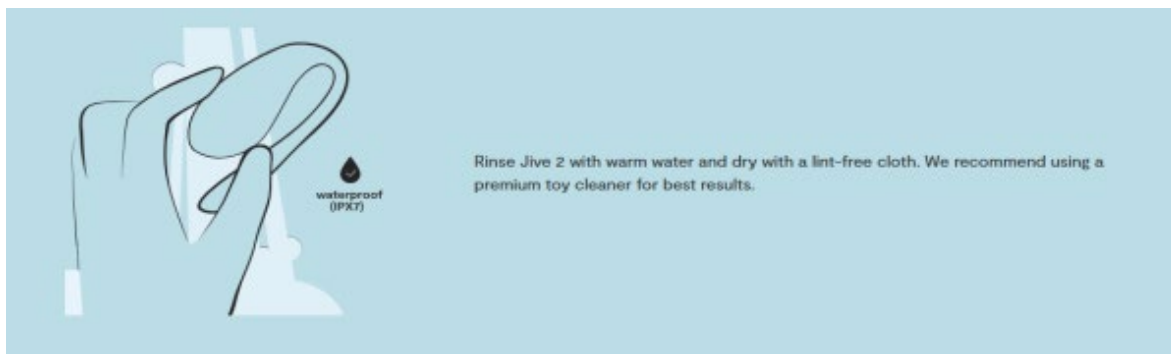 waterproof
(IPX7)
Rinse Jive 2 with warm water and dry with a lint-free cloth. We recommend using a
premium toy cleaner for best results.